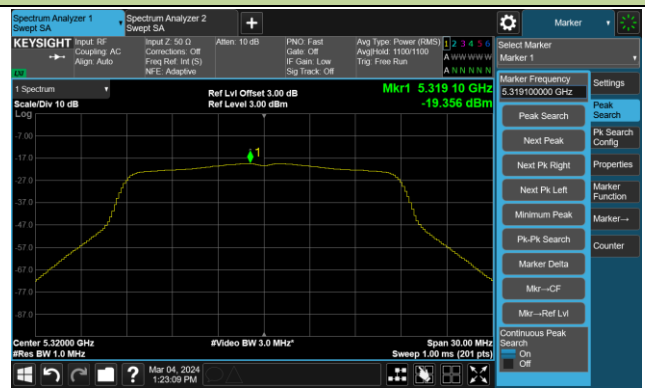 Spectrum Analyzer 1
Swept SA
Spectrum Analyzer 2
Swept SA
Marker
KEYSIGHT
Input: RF
Coupling: AC
Align: Auto
Input Z: 50 Ω
Corrections: Off
Freq Ref: Int (S)
NFE: Adaptive
Atten: 10 dB
PNO: Fast
Gate: Off
IF Gain: Low
Sig Track: Off
Avg Type: Power (RMS)
Avg|Hold: 1100/1100
Trig: Free Run
1 2 3 4 5 6
A W W W W W
A N N N N N
Select Marker
Marker 1
1 Spectrum
Scale/Div 10 dB
Log
Ref Lvl Offset 3.00 dB
Ref Level 3.00 dBm
Mkr1 5.319 10 GHz
-19.356 dBm
1
-7.00
-17.0
-27.0
-37.0
-47.0
-57.0
-67.0
-77.0
-87.0
Center 5.32000 GHz
#Res BW 1.0 MHz
#Video BW 3.0 MHz*
Span 30.00 MHz
Sweep 1.00 ms (201 pts)
Marker Frequency
5.319100000 GHz
Peak Search
Next Peak
Next Pk Right
Next Pk Left
Minimum Peak
Pk-Pk Search
Marker Delta
Mkr→CF
Mkr→Ref Lvl
Continuous Peak
Search
On
Off
Settings
Peak
Search
Pk Search
Config
Properties
Marker
Function
Marker→
Counter
?
Mar 04, 2024
1:23:09 PM